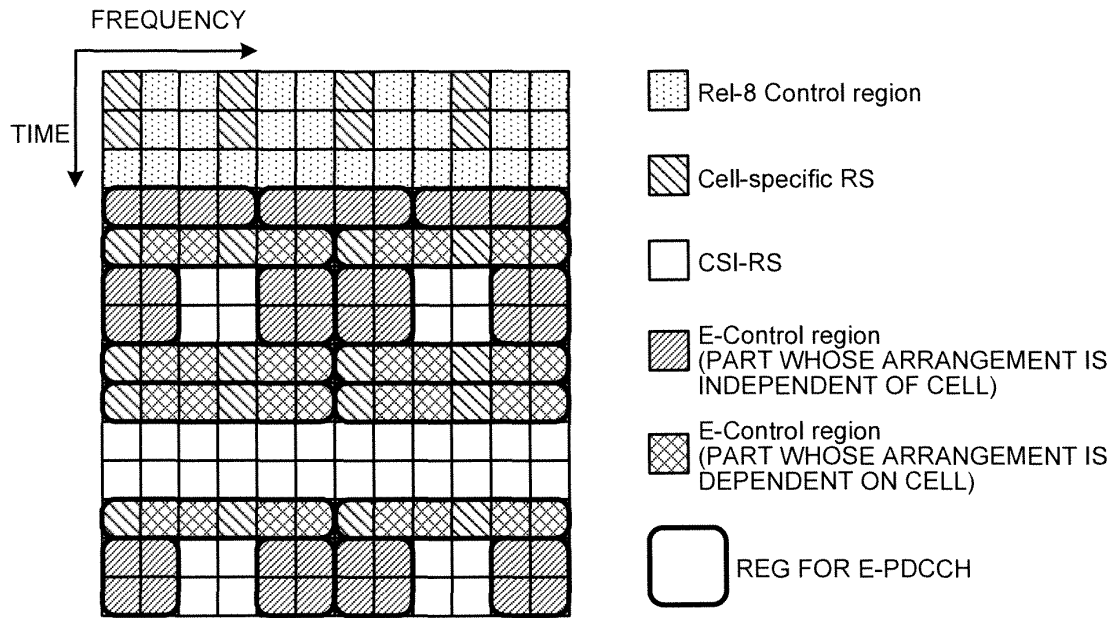 FREQUENCY
TIME
Rel-8 Control region
Cell-specific RS
CSI-RS
E-Control region
(PART WHOSE ARRANGEMENT IS
INDEPENDENT OF CELL)
E-Control region
(PART WHOSE ARRANGEMENT IS
DEPENDENT ON CELL)
REG FOR E-PDCCH